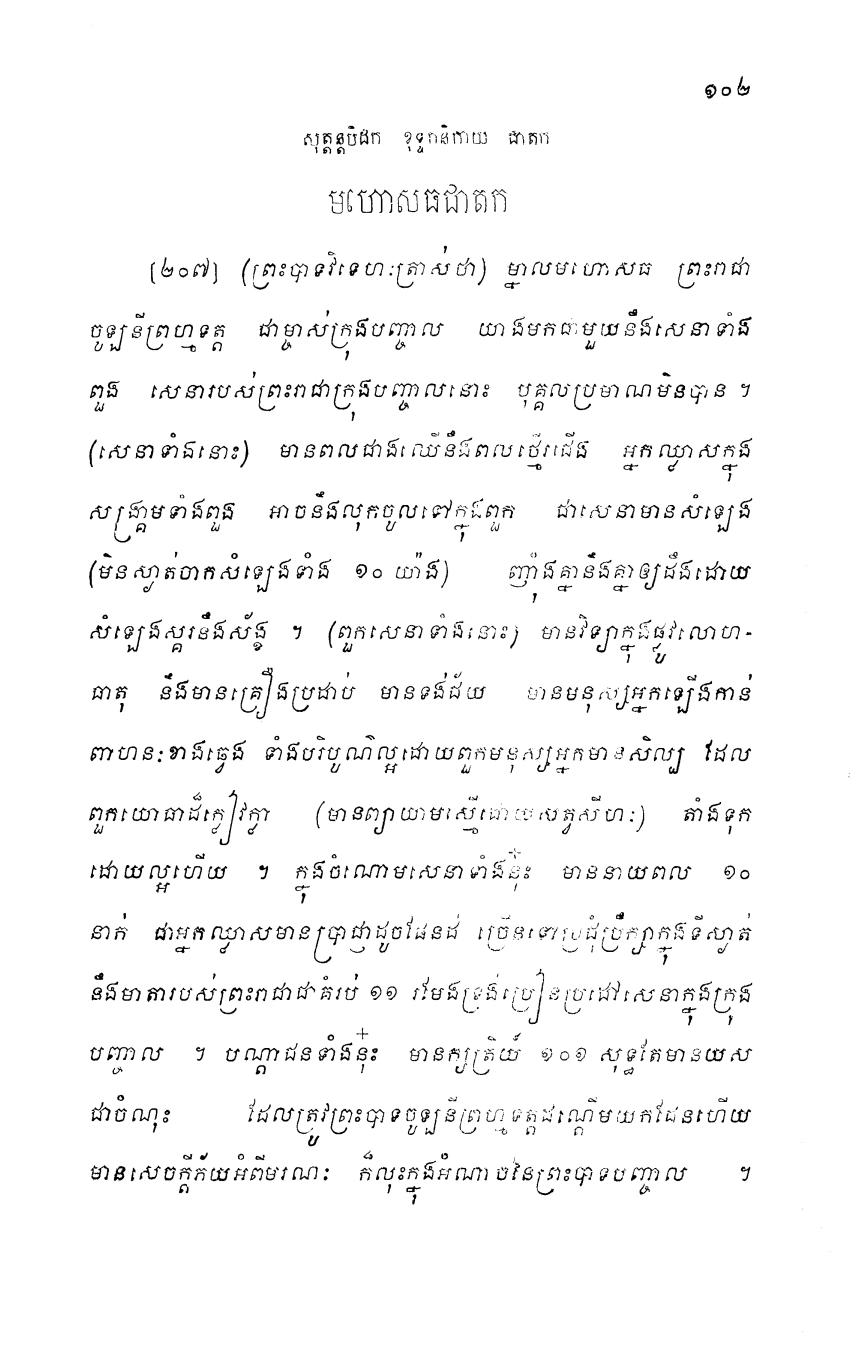 ១០២
សុត្តន្តបិដក ខុទ្ទកនិកាយ ជាតក
មហោសធជាតក
[២០៧] (ព្រះបាទវិទេហៈត្រាស់ថា) ម្នាលមហោសធ ព្រះរាជា
ចូឡនីព្រហ្មទត្ត ជាម្ចាស់ក្រុងបញ្ចាល យាងមកជាមួយនឹងសេនាទាំង
ពួង សេនារបស់ព្រះរាជាក្រុងបញ្ចាលនោះ បុគ្គលប្រមាណមិនបាន ។
(សេនាទាំងនោះ) មានពលជាងឈើនឹងពលថ្មើរជើង អ្នកឈ្លាសក្នុង
សង្គ្រាមទាំងពួង អាចនឹងលុកចូលទៅក្នុងពួក ជាសេនាមានសំឡេង
(មិនស្ងាត់ចាកសំឡេងទាំង ១០ យ៉ាង) ញ៉ាំងគ្នានឹងគ្នាឲ្យដឹងដោយ
សំឡេងស្គរនឹងស័ង្ខ ។ (ពួកសេនាទាំងនោះ) មានវិទ្យាក្នុងផ្លូវលោហ-
ធាតុ នឹងមានគ្រឿងប្រដាប់ មានទង់ជ័យ មានមនុស្សអ្នកឡើងកាន់
ពាហនៈខាងធ្វេង ទាំងបរិបូណ៌ល្អដោយពួកមនុស្សអ្នកមានសិល្ប ដែល
ពួកយោធាដ៏ក្លៀវក្លា (មានព្យាយាមស្មើដោយសត្វសីហៈ) តាំងទុក
ដោយល្អហើយ ។ ក្នុងចំណោមសេនាទាំងនុ៎ះ មាននាយពល ១០
នាក់ ជាអ្នកឈ្លាសមានប្រាជ្ញាដូចផែនដី ច្រើនទៅប្រជុំប្រឹក្សាក្នុងទីស្ងាត់
នឹងមាតារបស់ព្រះរាជាជាគំរប់ ១១ រមែងទ្រង់ប្រៀនប្រដៅសេនាក្នុងក្រុង
បញ្ចាល ។ បណ្តាជនទាំងនុ៎ះ មានក្សត្រិយ៍ ១០១ សុទ្ធតែមានយស
ជាចំណុះ ដែលត្រូវព្រះបាទចូឡនីព្រហ្មទត្តដណ្តើមយកដែនហើយ
មានសេចក្តីភ័យអំពីមរណៈ ក៏លុះក្នុងអំណាចនៃព្រះបាទបញ្ចាល ។